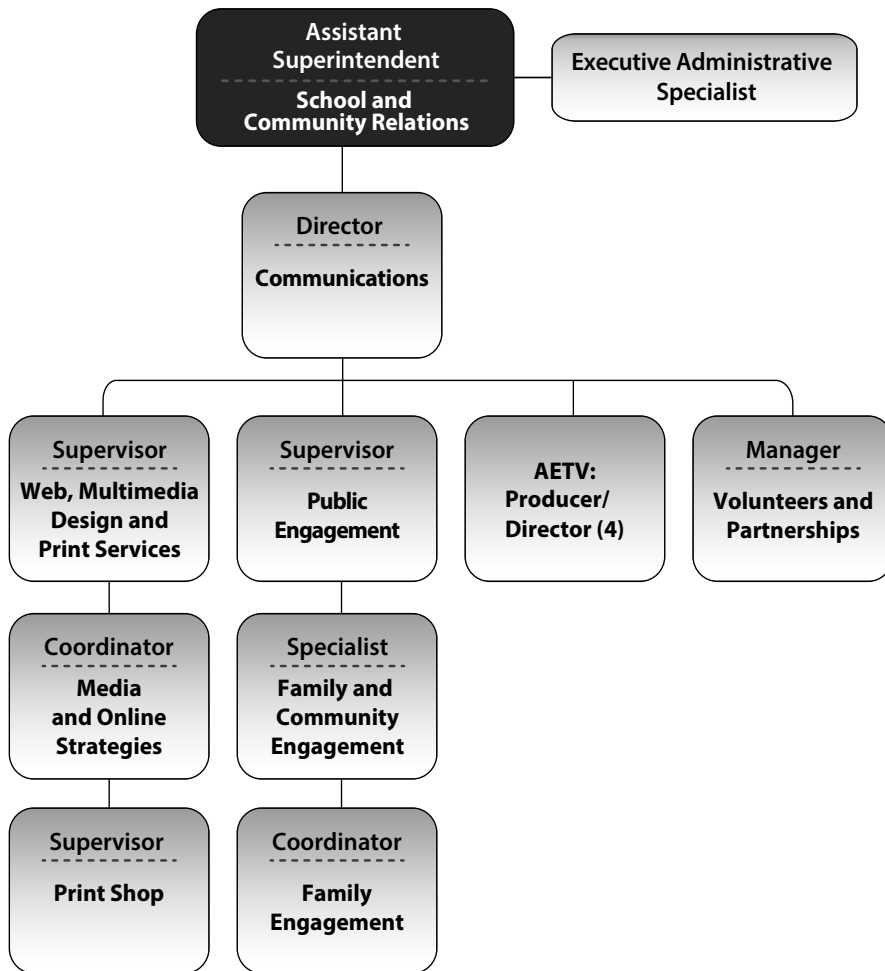 Assistant
Superintendent
School and
Community Relations
Executive Administrative
Specialist
Director
Communications
Supervisor
Web, Multimedia
Design and
Print Services
Supervisor
Public
Engagement
AETV:
Producer/
Director (4)
Manager
Volunteers and
Partnerships
Coordinator
Media
and Online
Strategies
Specialist
Family and
Community
Engagement
Supervisor
Print Shop
Coordinator
Family
Engagement